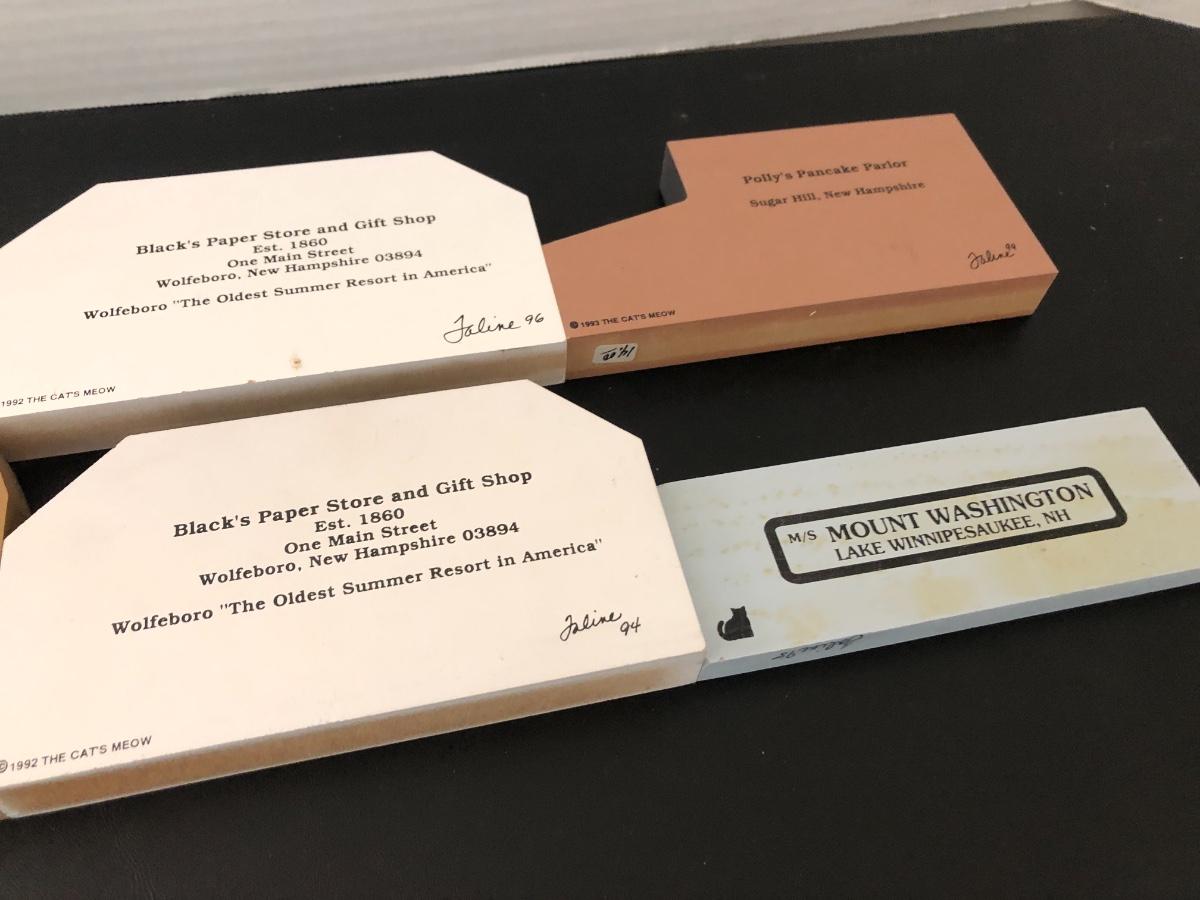 Black's Paper Store and Gift Shop
Est. 1860
One Main Street
Wolfeboro, New Hampshire 03894
Wolfeboro "The Oldest Summer Resort in America"
Faline 96
1992 THE CAT'S MEOW
Polly's Pancake Parlor
Sugar Hill, New Hampshire
Faline 94
© 1993 THE CAT'S MEOW
Black's Paper Store and Gift Shop
Est. 1860
One Main Street
Wolfeboro, New Hampshire 03894
Wolfeboro "The Oldest Summer Resort in America"
Faline 94
©1992 THE CAT'S MEOW
M/S MOUNT WASHINGTON
LAKE WINNIPESAUKEE, NH
Faline 95